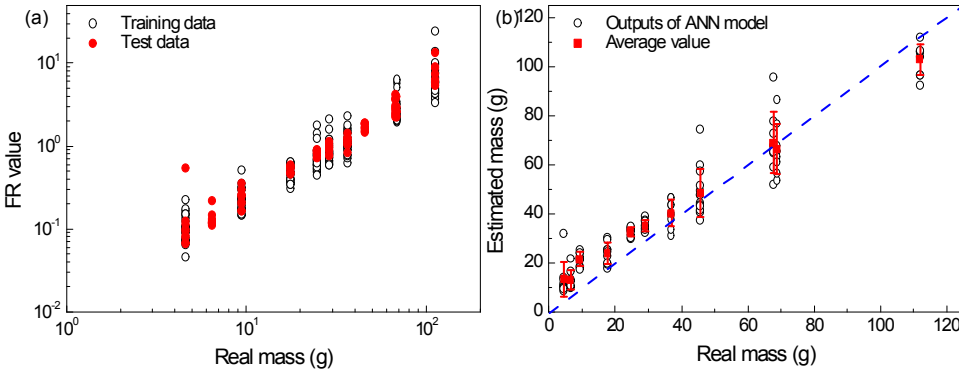 (a)
Training data
Test data
10^1
10^0
10^-1
10^-2
FR value
10^0
10^1
10^2
Real mass (g)
(b)
Outputs of ANN model
Average value
120
100
80
60
40
20
0
Estimated mass (g)
0
20
40
60
80
100
120
Real mass (g)